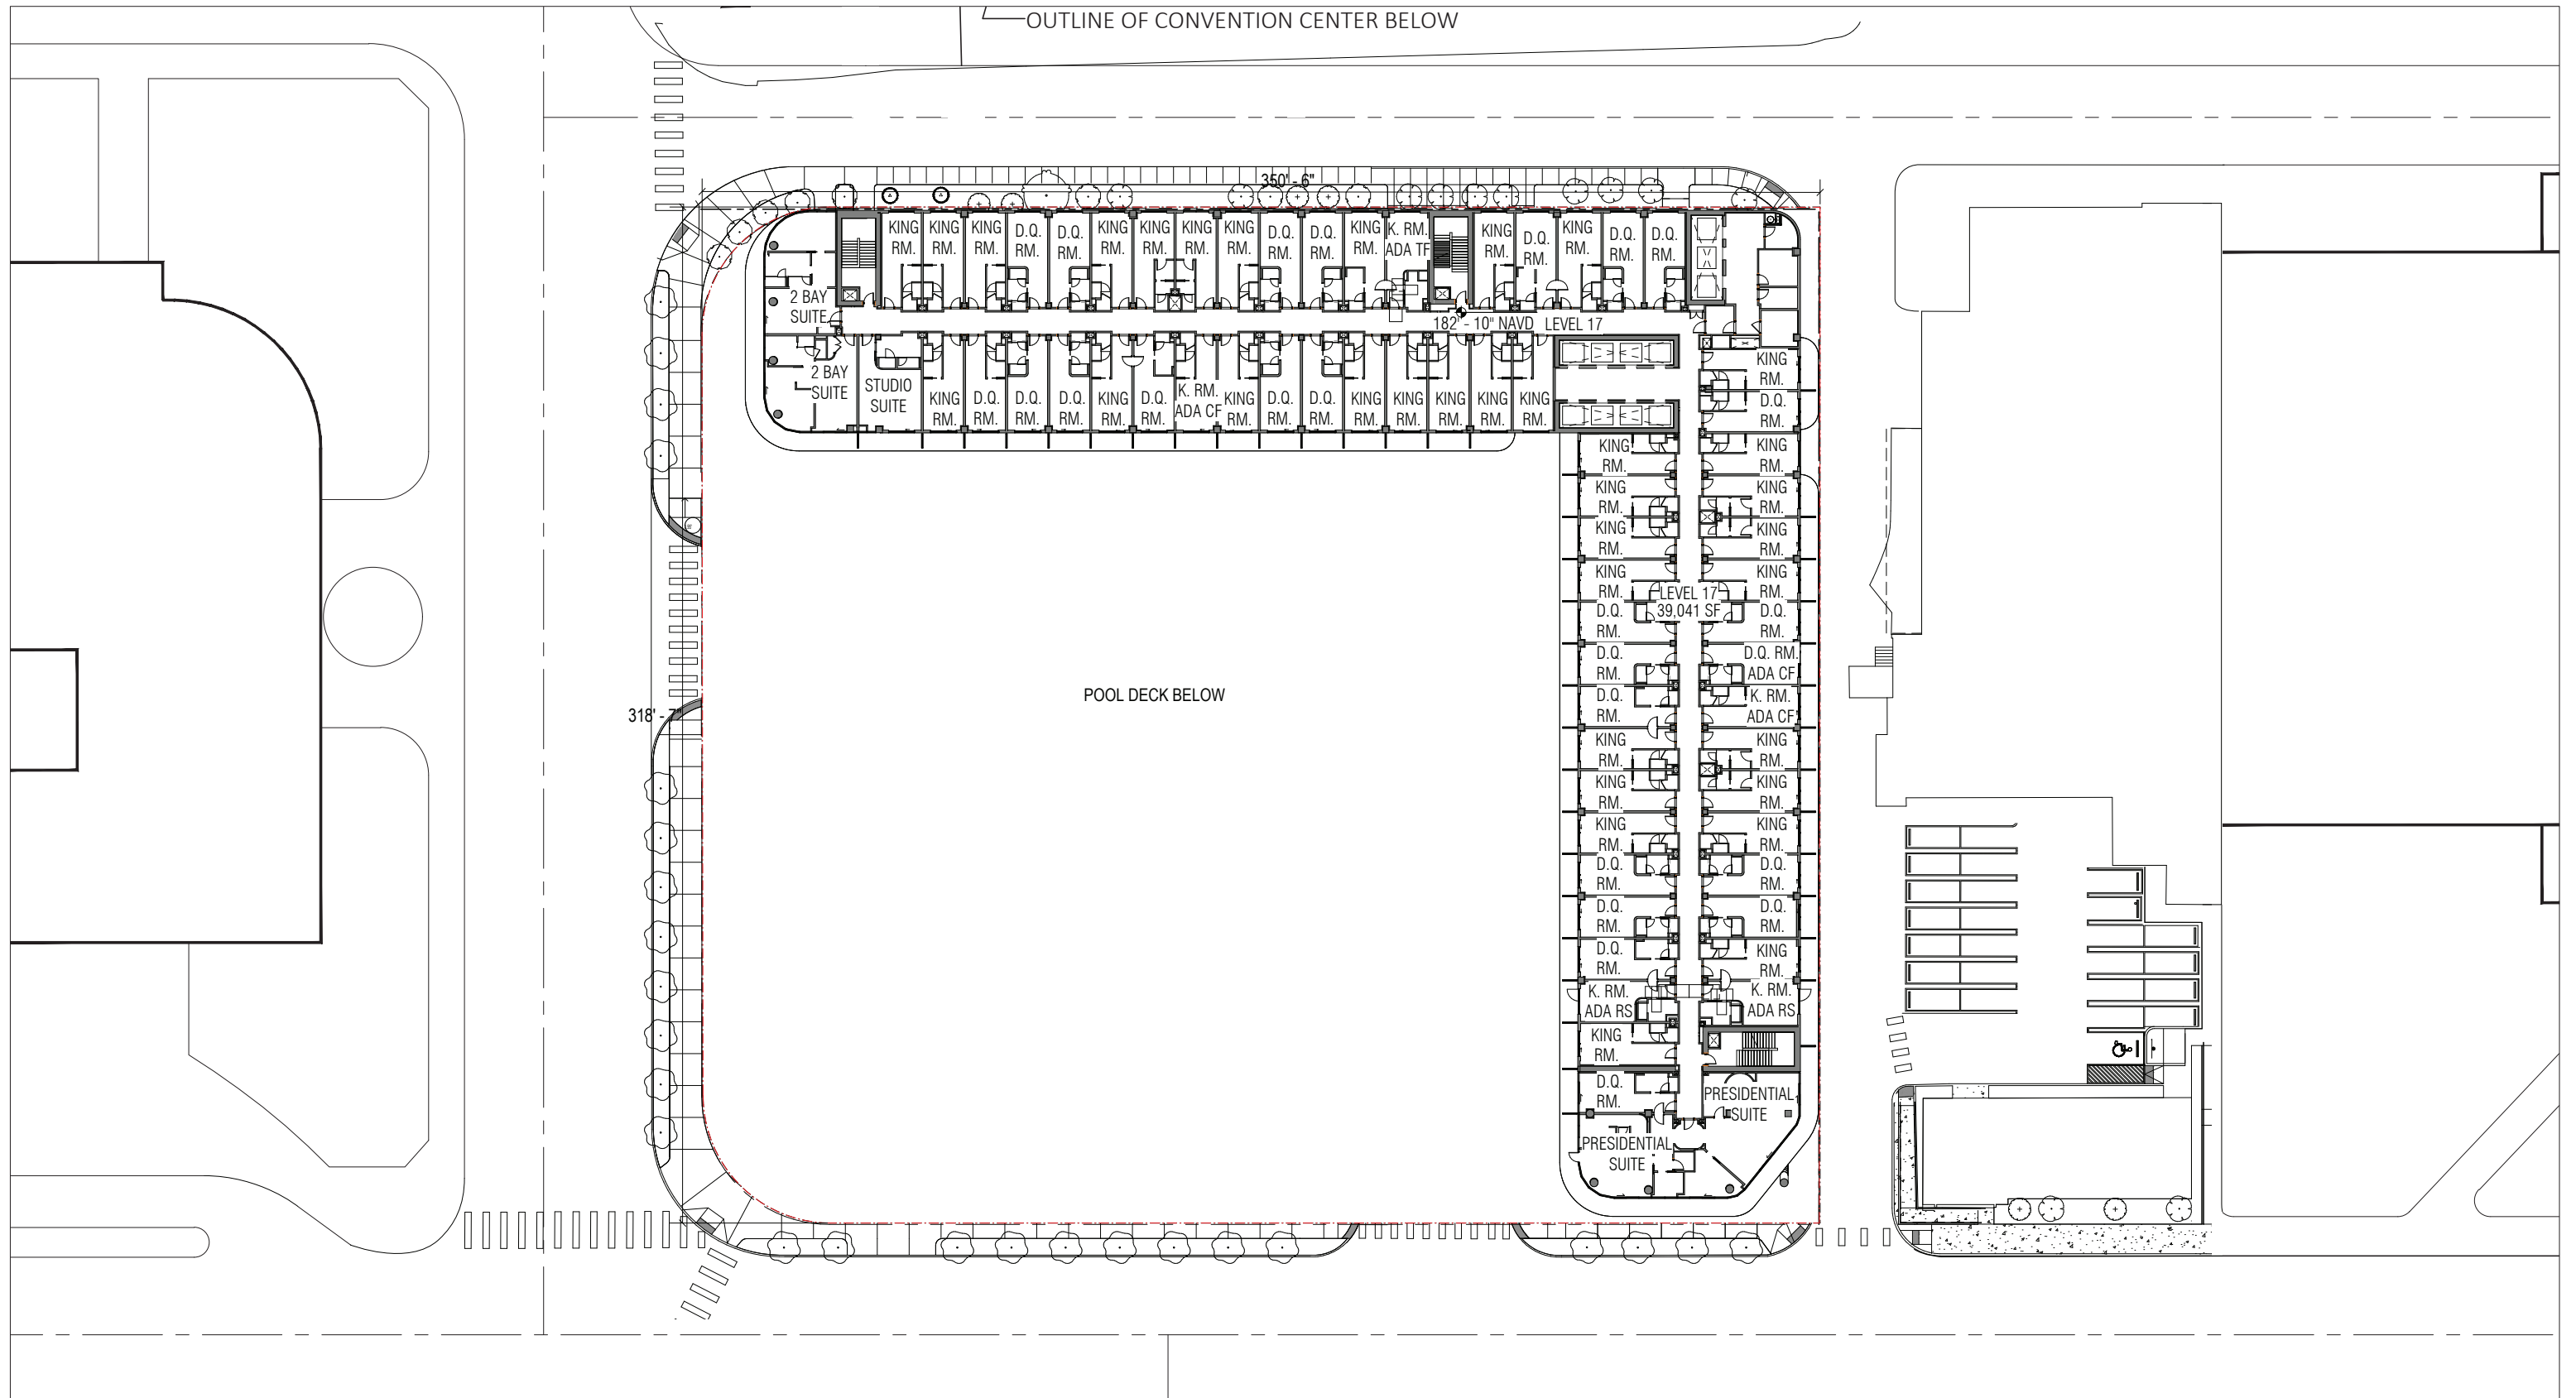 OUTLINE OF CONVENTION CENTER BELOW
350' - 6"
KING RM.
KING RM.
KING RM.
D.Q. RM.
D.Q. RM.
KING RM.
KING RM.
KING RM.
KING RM.
D.Q. RM.
D.Q. RM.
KING RM.
K. RM. ADA TF
KING RM.
D.Q. RM.
KING RM.
D.Q. RM.
D.Q. RM.
2 BAY SUITE
182' - 10" NAVD LEVEL 17
2 BAY SUITE
STUDIO SUITE
KING RM.
D.Q. RM.
D.Q. RM.
D.Q. RM.
KING RM.
D.Q. RM.
K. RM. ADA CF
KING RM.
D.Q. RM.
D.Q. RM.
KING RM.
KING RM.
KING RM.
KING RM.
KING RM.
KING RM.
D.Q. RM.
KING RM.
KING RM.
KING RM.
KING RM.
KING RM.
KING RM.
KING RM.
KING RM.
LEVEL 17
39,041 SF
D.Q. RM.
D.Q. RM.
D.Q. RM.
D.Q. RM. ADA CF
D.Q. RM.
K. RM. ADA CF
POOL DECK BELOW
318' - 7"
KING RM.
KING RM.
KING RM.
KING RM.
KING RM.
KING RM.
D.Q. RM.
D.Q. RM.
D.Q. RM.
D.Q. RM.
D.Q. RM.
KING RM.
K. RM. ADA RS
K. RM. ADA RS
KING RM.
D.Q. RM.
PRESIDENTIAL SUITE
PRESIDENTIAL SUITE